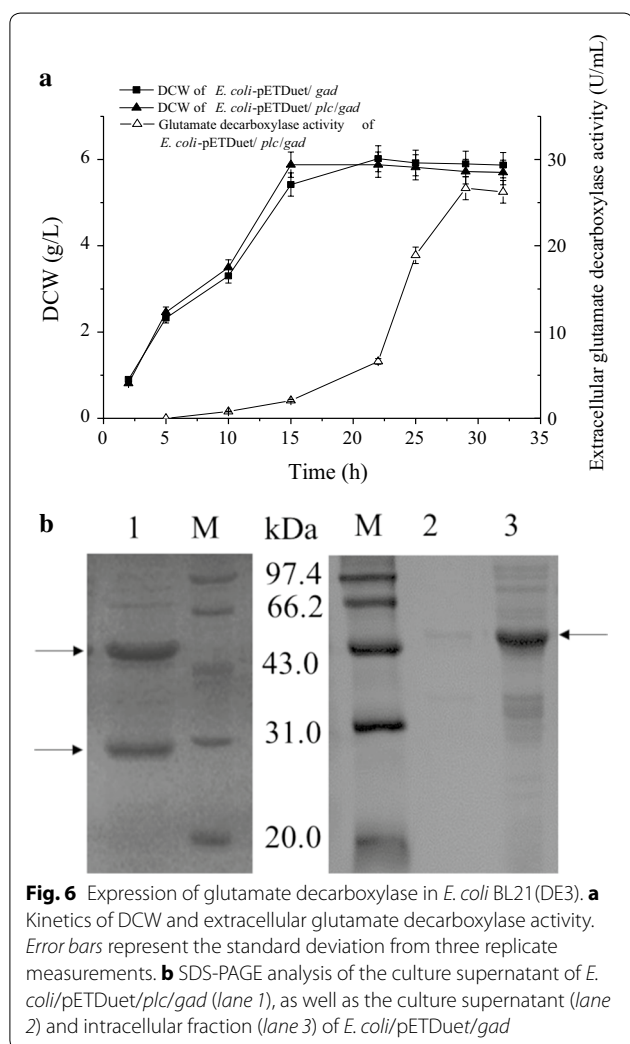 a
DCW of E. coli-pETDuet/ gad
DCW of E. coli-pETDuet/ plc/gad
Glutamate decarboxylase activity of
E. coli-pETDuet/ plc/gad
DCW (g/L)
6
4
2
0
Extracellular glutamate decarboxylase activity (U/mL)
30
20
10
0
0 5 10 15 20 25 30 35
Time (h)
b
1 M kDa M 2 3
97.4
66.2
43.0
31.0
20.0
Fig. 6 Expression of glutamate decarboxylase in E. coli BL21(DE3). a
Kinetics of DCW and extracellular glutamate decarboxylase activity.
Error bars represent the standard deviation from three replicate
measurements. b SDS-PAGE analysis of the culture supernatant of E.
coli/pETDuet/plc/gad (lane 1), as well as the culture supernatant (lane
2) and intracellular fraction (lane 3) of E. coli/pETDuet/gad